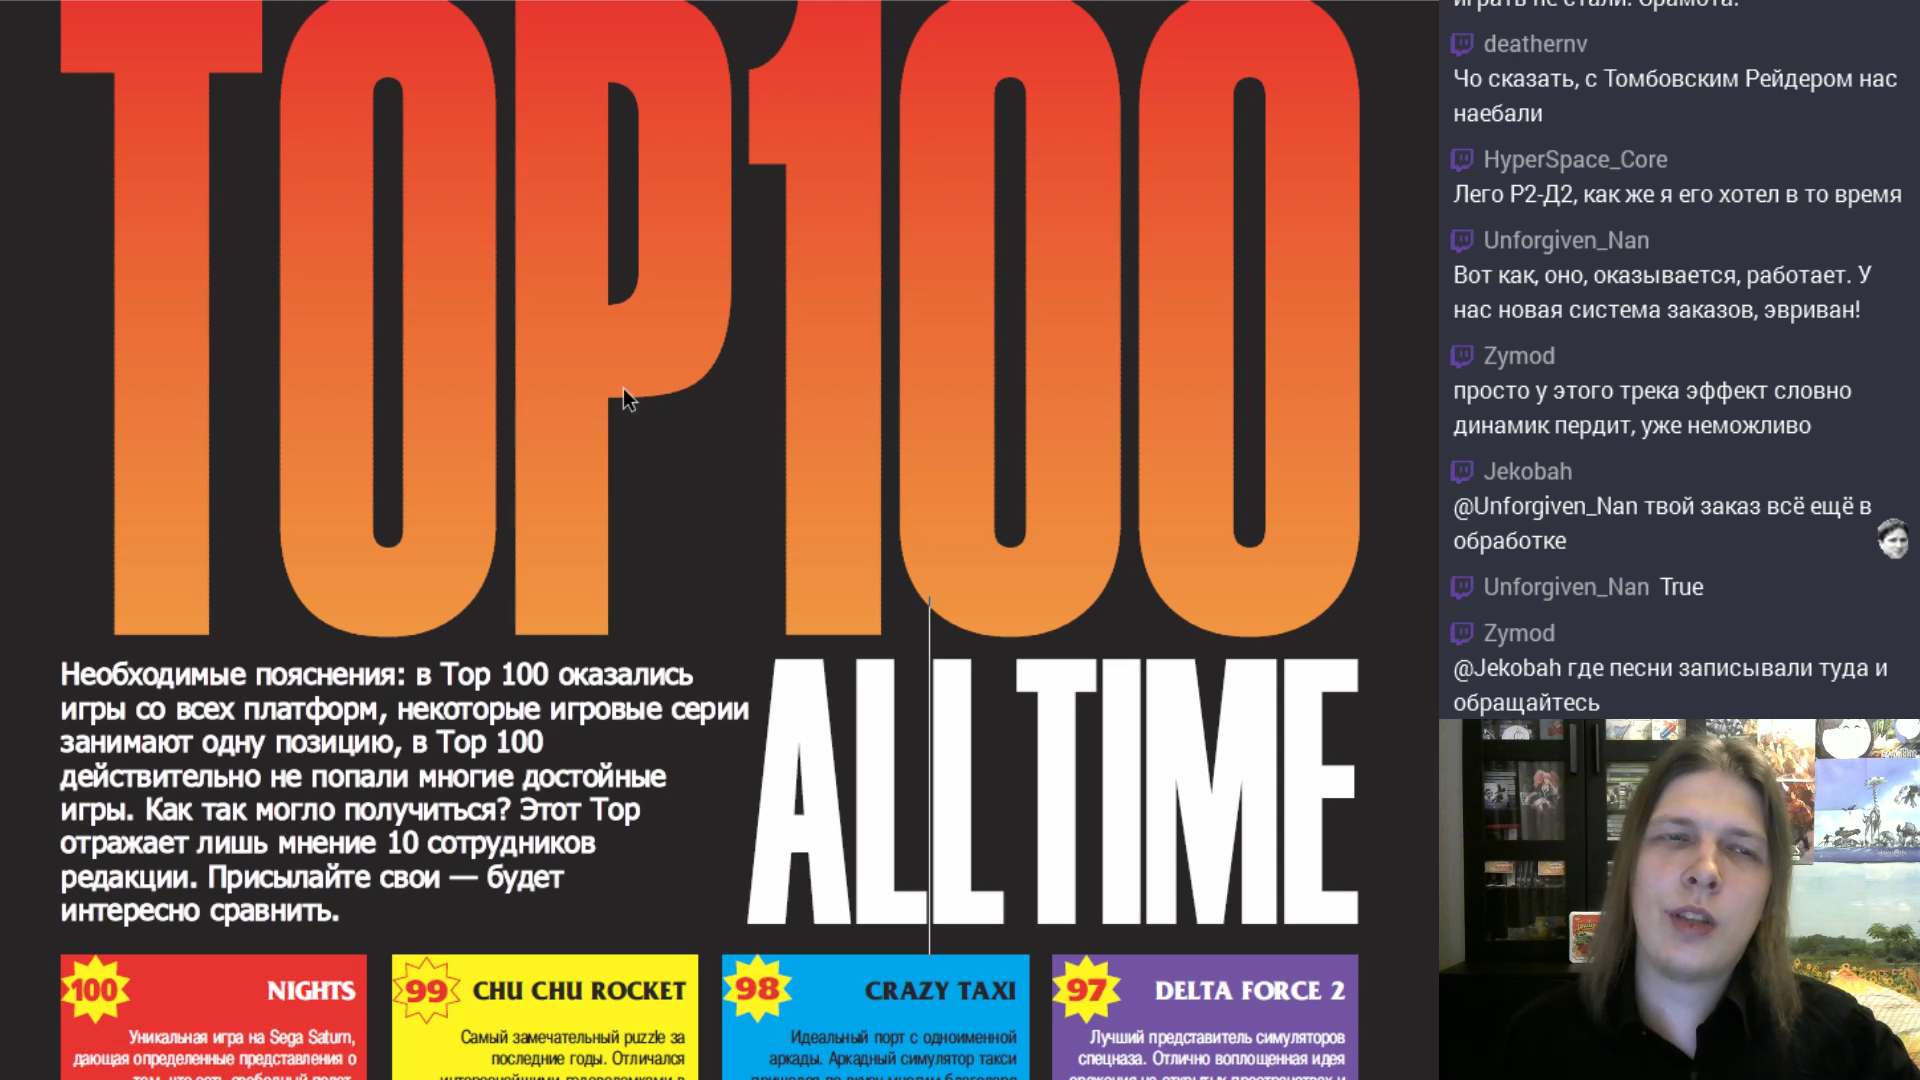 TOP100
ALL TIME
Необходимые пояснения: в Top 100 оказались
игры со всех платформ, некоторые игровые серии
занимают одну позицию, в Top 100
действительно не попали многие достойные
игры. Как так могло получиться? Этот Top
отражает лишь мнение 10 сотрудников
редакции. Присылайте свои — будет
интересно сравнить.
100 NIGHTS
Уникальная игра на Sega Saturn,
дающая определенные представления о
99 CHU CHU ROCKET
Самый замечательный puzzle за
последние годы. Отличался
98 CRAZY TAXI
Идеальный порт с одноименной
аркады. Аркадный симулятор такси
97 DELTA FORCE 2
Лучший представитель симуляторов
спецназа. Отлично воплощенная идея
играть не стали. Грамота.
deathernv
Чо сказать, с Томбовским Рейдером нас
наебали
HyperSpace_Core
Лего Р2-Д2, как же я его хотел в то время
Unforgiven_Nan
Вот как, оно, оказывается, работает. У
нас новая система заказов, эвриван!
Zymod
просто у этого трека эффект словно
динамик пердит, уже неможливо
Jekobah
@Unforgiven_Nan твой заказ всё ещё в
обработке
Unforgiven_Nan True
Zymod
@Jekobah где песни записывали туда и
обращайтесь